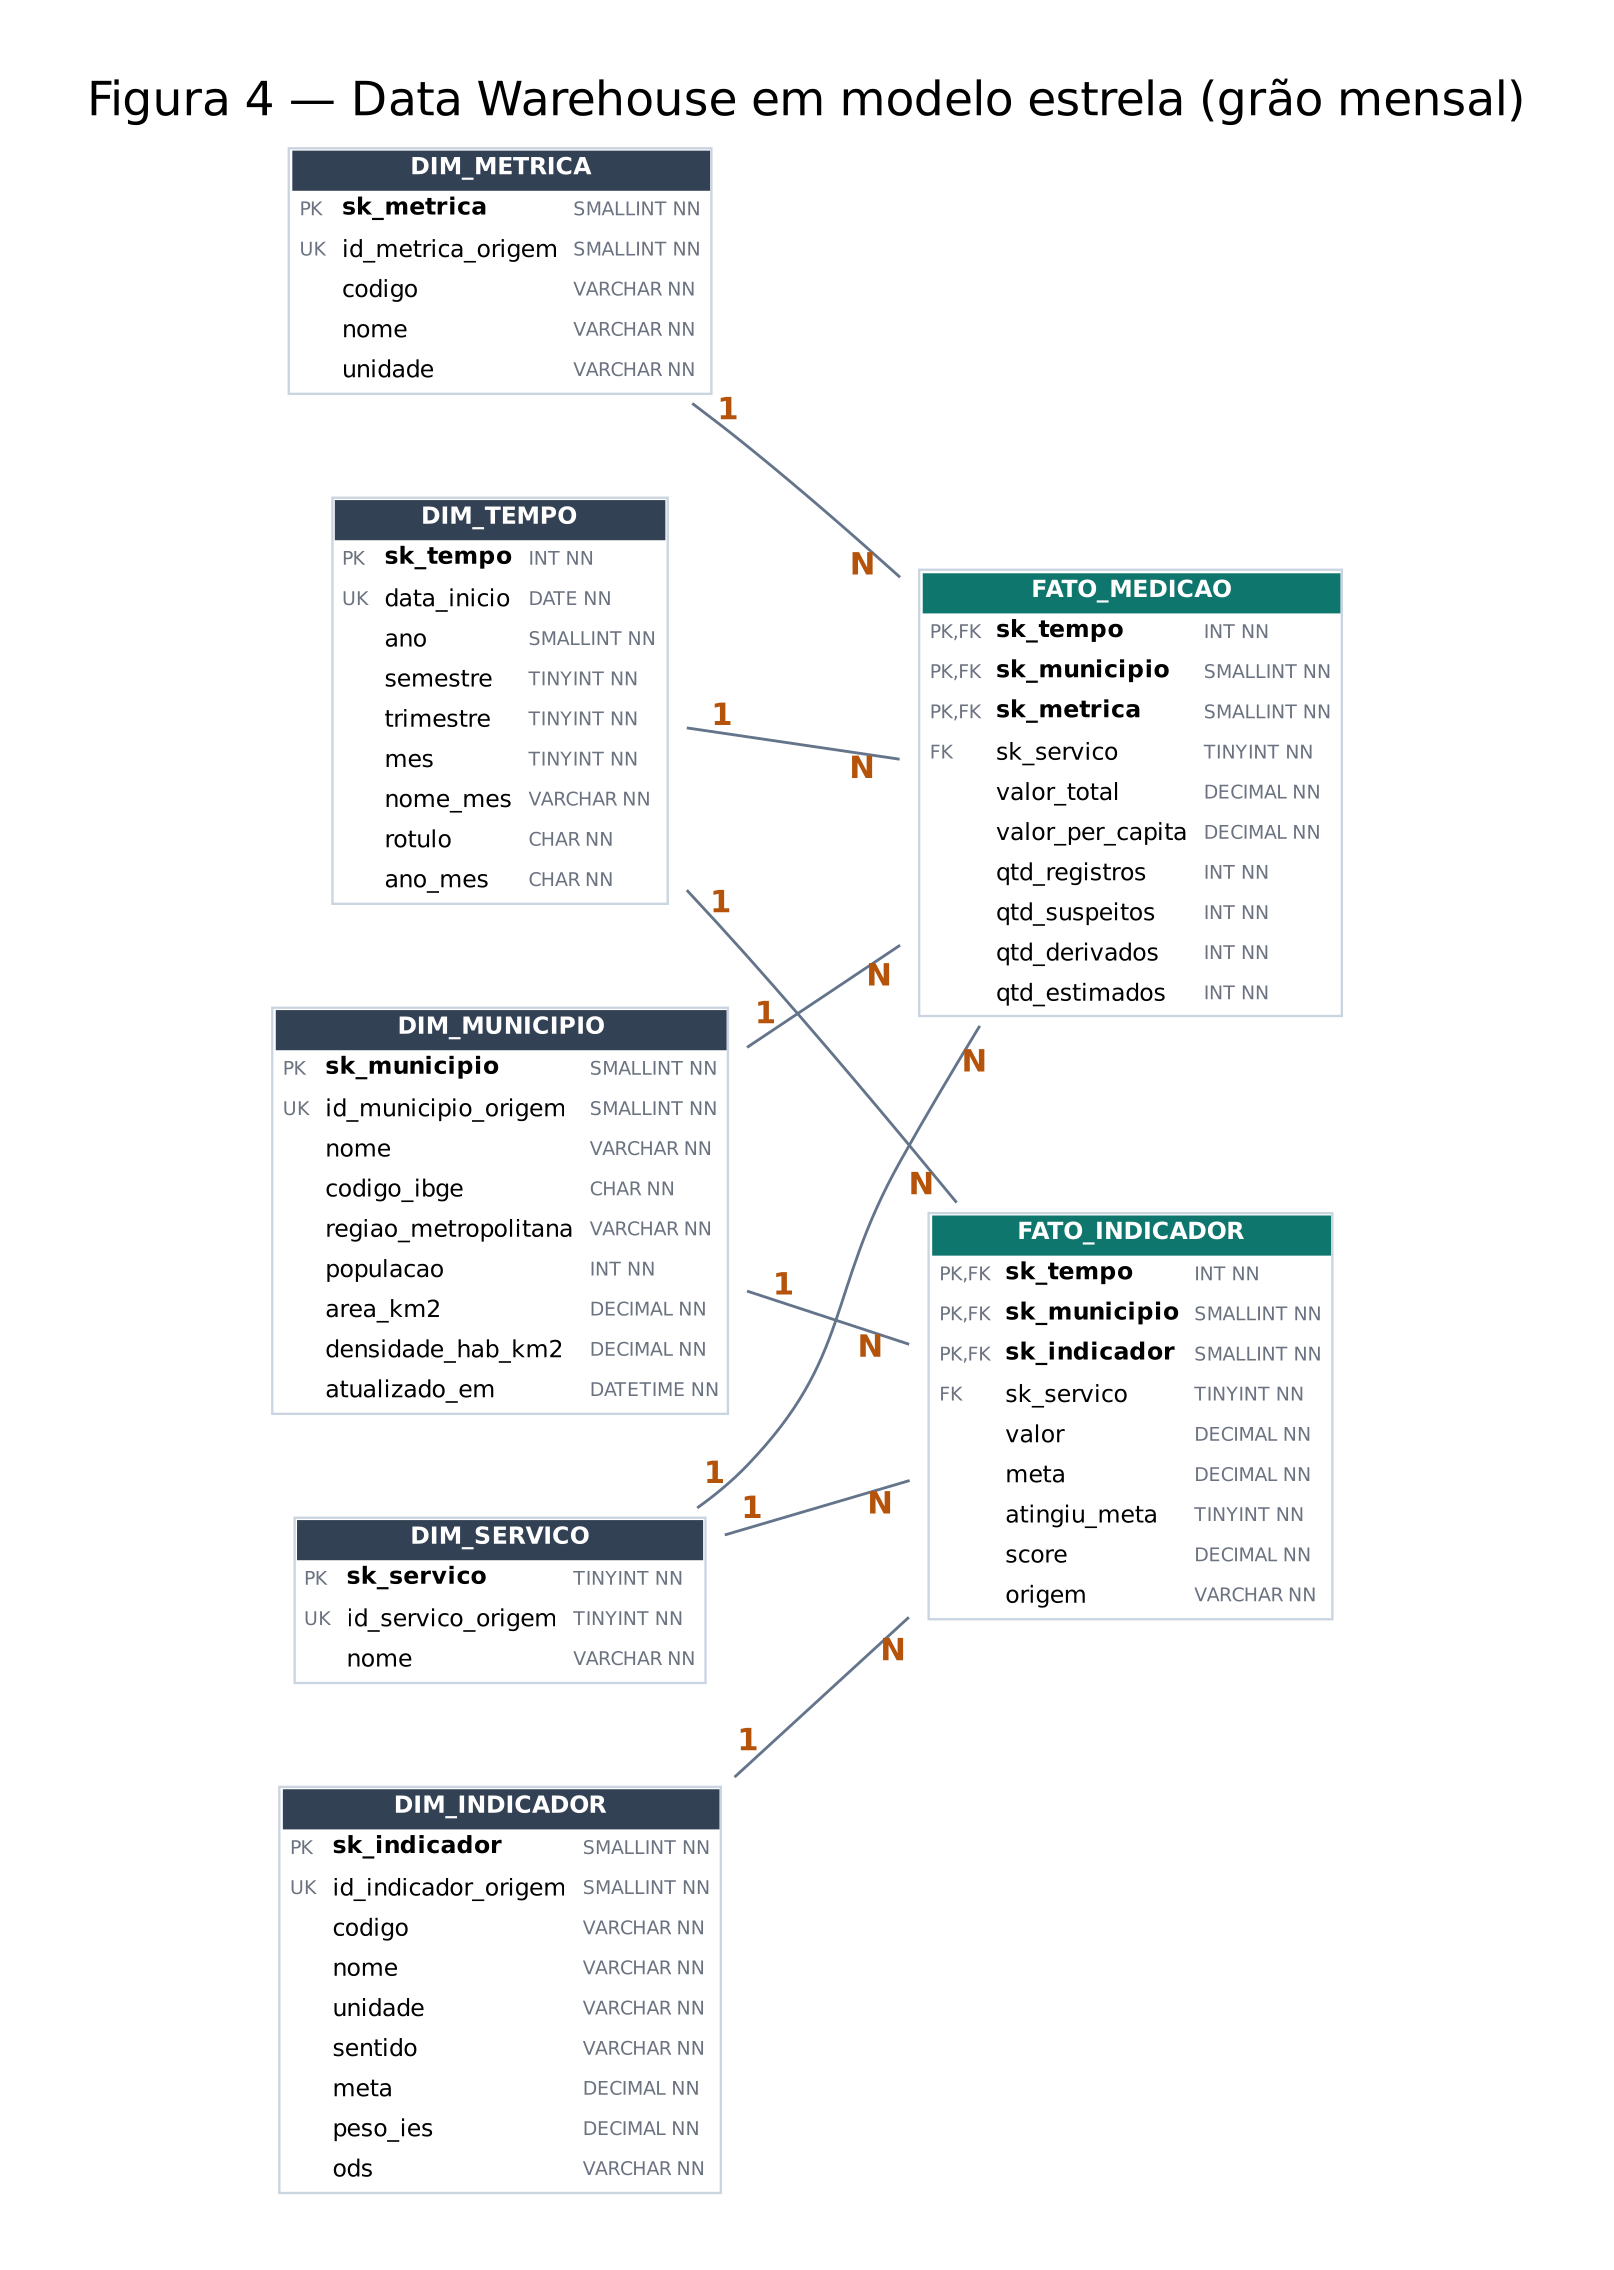 Figura 4 — Data Warehouse em modelo estrela (grão mensal)
DIM_METRICA
PK sk_metrica SMALLINT NN
UK id_metrica_origem SMALLINT NN
codigo VARCHAR NN
nome VARCHAR NN
unidade VARCHAR NN
1
N
DIM_TEMPO
PK sk_tempo INT NN
UK data_inicio DATE NN
ano SMALLINT NN
semestre TINYINT NN
trimestre TINYINT NN
mes TINYINT NN
nome_mes VARCHAR NN
rotulo CHAR NN
ano_mes CHAR NN
1
N
1
N
FATO_MEDICAO
PK,FK sk_tempo INT NN
PK,FK sk_municipio SMALLINT NN
PK,FK sk_metrica SMALLINT NN
FK sk_servico TINYINT NN
valor_total DECIMAL NN
valor_per_capita DECIMAL NN
qtd_registros INT NN
qtd_suspeitos INT NN
qtd_derivados INT NN
qtd_estimados INT NN
DIM_MUNICIPIO
PK sk_municipio SMALLINT NN
UK id_municipio_origem SMALLINT NN
nome VARCHAR NN
codigo_ibge CHAR NN
regiao_metropolitana VARCHAR NN
populacao INT NN
area_km2 DECIMAL NN
densidade_hab_km2 DECIMAL NN
atualizado_em DATETIME NN
1
N
1
N
FATO_INDICADOR
PK,FK sk_tempo INT NN
PK,FK sk_municipio SMALLINT NN
PK,FK sk_indicador SMALLINT NN
FK sk_servico TINYINT NN
valor DECIMAL NN
meta DECIMAL NN
atingiu_meta TINYINT NN
score DECIMAL NN
origem VARCHAR NN
DIM_SERVICO
PK sk_servico TINYINT NN
UK id_servico_origem TINYINT NN
nome VARCHAR NN
1
N
1
N
DIM_INDICADOR
PK sk_indicador SMALLINT NN
UK id_indicador_origem SMALLINT NN
codigo VARCHAR NN
nome VARCHAR NN
unidade VARCHAR NN
sentido VARCHAR NN
meta DECIMAL NN
peso_ies DECIMAL NN
ods VARCHAR NN
1
N